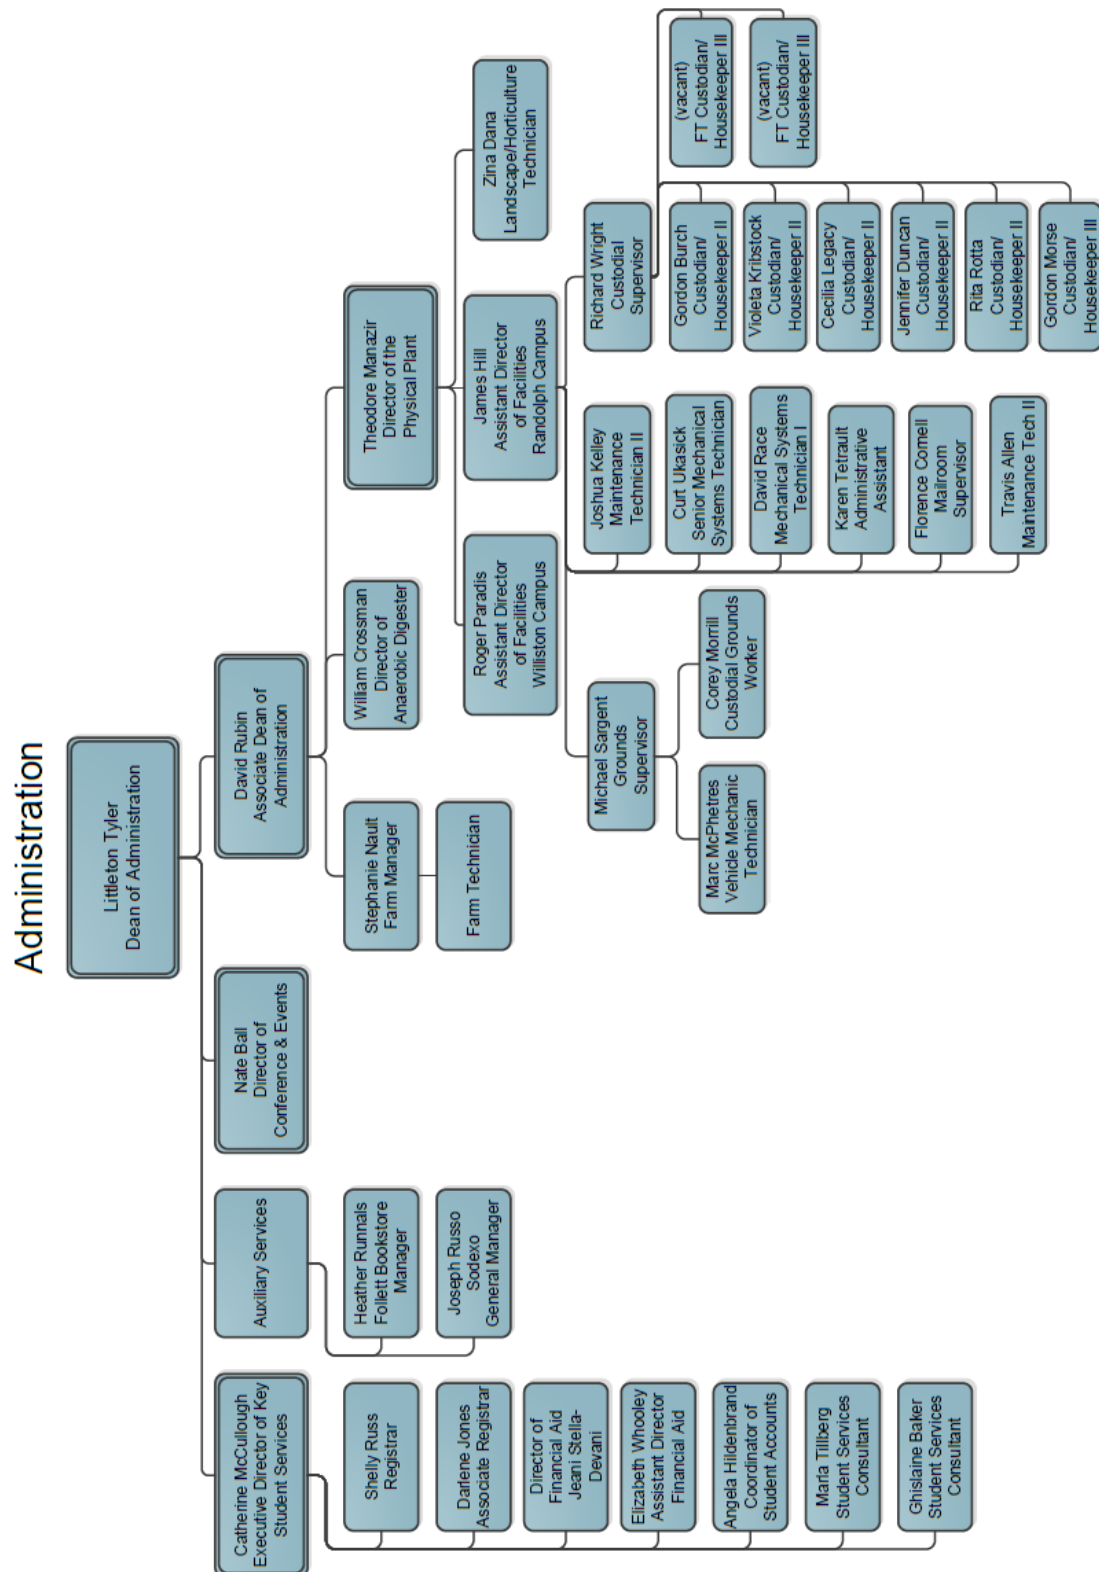 Administration
Littleton Tyler
Dean of Administration
Catherine McCullough
Executive Director of Key
Student Services
Auxiliary Services
Nate Ball
Director of
Conference & Events
David Rubin
Associate Dean of
Administration
Shelly Russ
Registrar
Darlene Jones
Associate Registrar
Director of
Financial Aid
Jeani Stella-
Devani
Elizabeth Whooley
Assistant Director
Financial Aid
Angela Hildenbrand
Coordinator of
Student Accounts
Marla Tillberg
Student Services
Consultant
Ghislaine Baker
Student Services
Consultant
Heather Runnals
Follett Bookstore
Manager
Joseph Russo
Sodexo
General Manager
Stephanie Nault
Farm Manager
Farm Technician
William Crossman
Director of
Anaerobic Digester
Theodore Manazir
Director of the
Physical Plant
Roger Paradis
Assistant Director
of Facilities
Williston Campus
James Hill
Assistant Director
of Facilities
Randolph Campus
Zina Dana
Landscape/Horticulture
Technician
Michael Sargent
Grounds
Supervisor
Marc McPhetres
Vehicle Mechanic
Technician
Corey Morrill
Custodial Grounds
Worker
Joshua Kelley
Maintenance
Technician II
Curt Ukasick
Senior Mechanical
Systems Technician
David Race
Mechanical Systems
Technician I
Karen Tetrault
Administrative
Assistant
Florence Cornell
Mailroom
Supervisor
Travis Allen
Maintenance Tech II
Richard Wright
Custodial
Supervisor
Gordon Burch
Custodian/
Housekeeper II
Violeta Kribstock
Custodian/
Housekeeper II
Cecilia Legacy
Custodian/
Housekeeper II
Jennifer Duncan
Custodian/
Housekeeper II
Rita Rotta
Custodian/
Housekeeper II
Gordon Morse
Custodian/
Housekeeper III
(vacant)
FT Custodian/
Housekeeper III
(vacant)
FT Custodian/
Housekeeper III